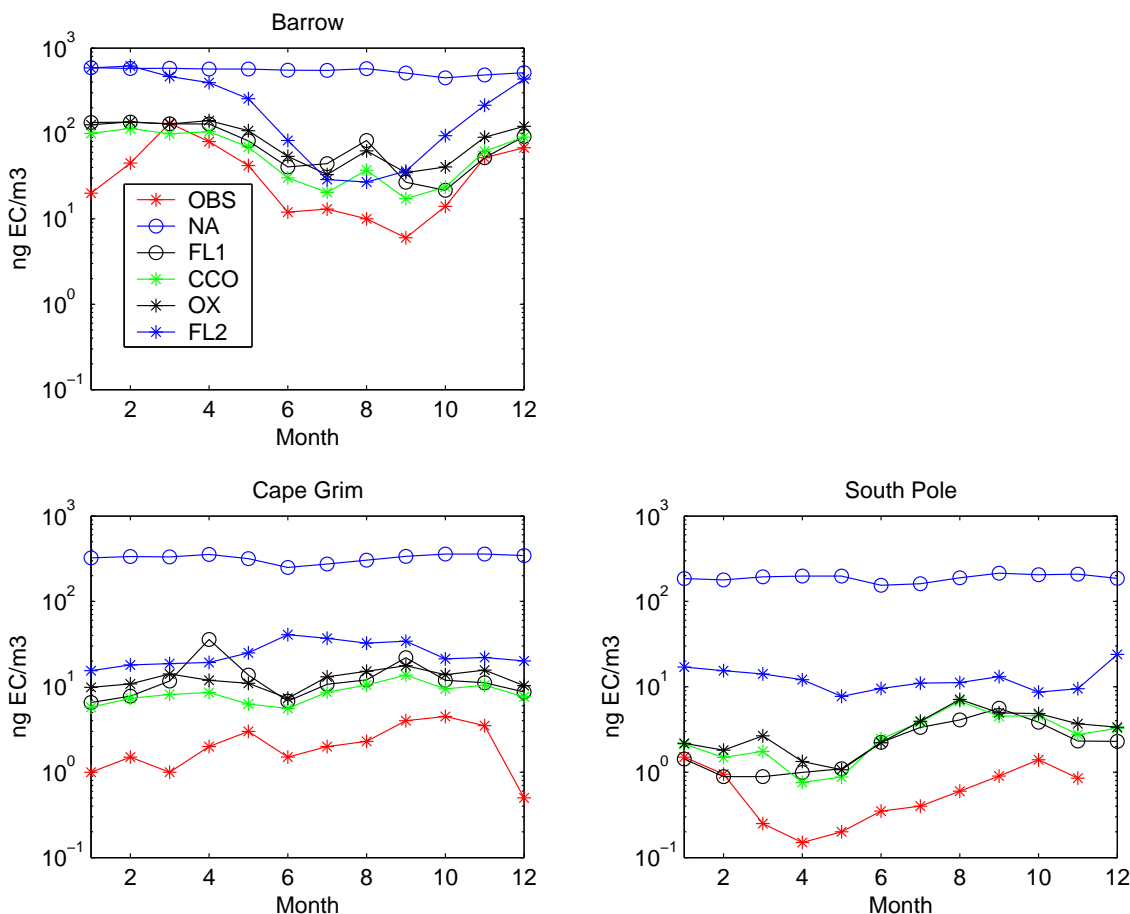 Barrow
10^3
10^2
10^1
10^0
10^-1
ng EC/m3
OBS
NA
FL1
CCO
OX
FL2
2 4 6 8 10 12
Month
Cape Grim
10^3
10^2
10^1
10^0
10^-1
ng EC/m3
2 4 6 8 10 12
Month
South Pole
10^3
10^2
10^1
10^0
10^-1
ng EC/m3
2 4 6 8 10 12
Month